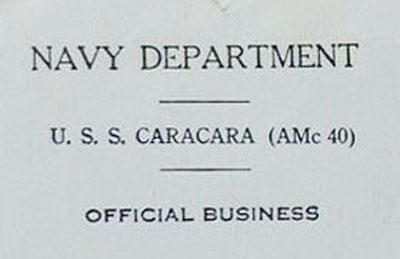 NAVY DEPARTMENT
U. S. S. CARACARA (AMc 40)
OFFICIAL BUSINESS